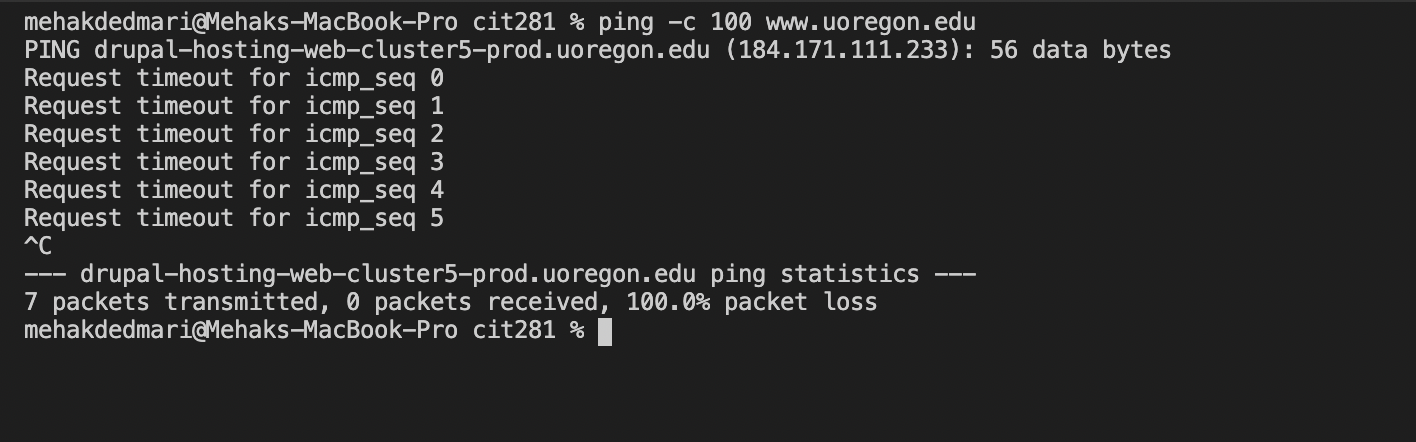 mehakdedmari@Mehaks-MacBook-Pro cit281 % ping -c 100 www.uoregon.edu
PING drupal-hosting-web-cluster5-prod.uoregon.edu (184.171.111.233): 56 data bytes
Request timeout for icmp_seq 0
Request timeout for icmp_seq 1
Request timeout for icmp_seq 2
Request timeout for icmp_seq 3
Request timeout for icmp_seq 4
Request timeout for icmp_seq 5
^C
--- drupal-hosting-web-cluster5-prod.uoregon.edu ping statistics ---
7 packets transmitted, 0 packets received, 100.0% packet loss
mehakdedmari@Mehaks-MacBook-Pro cit281 %